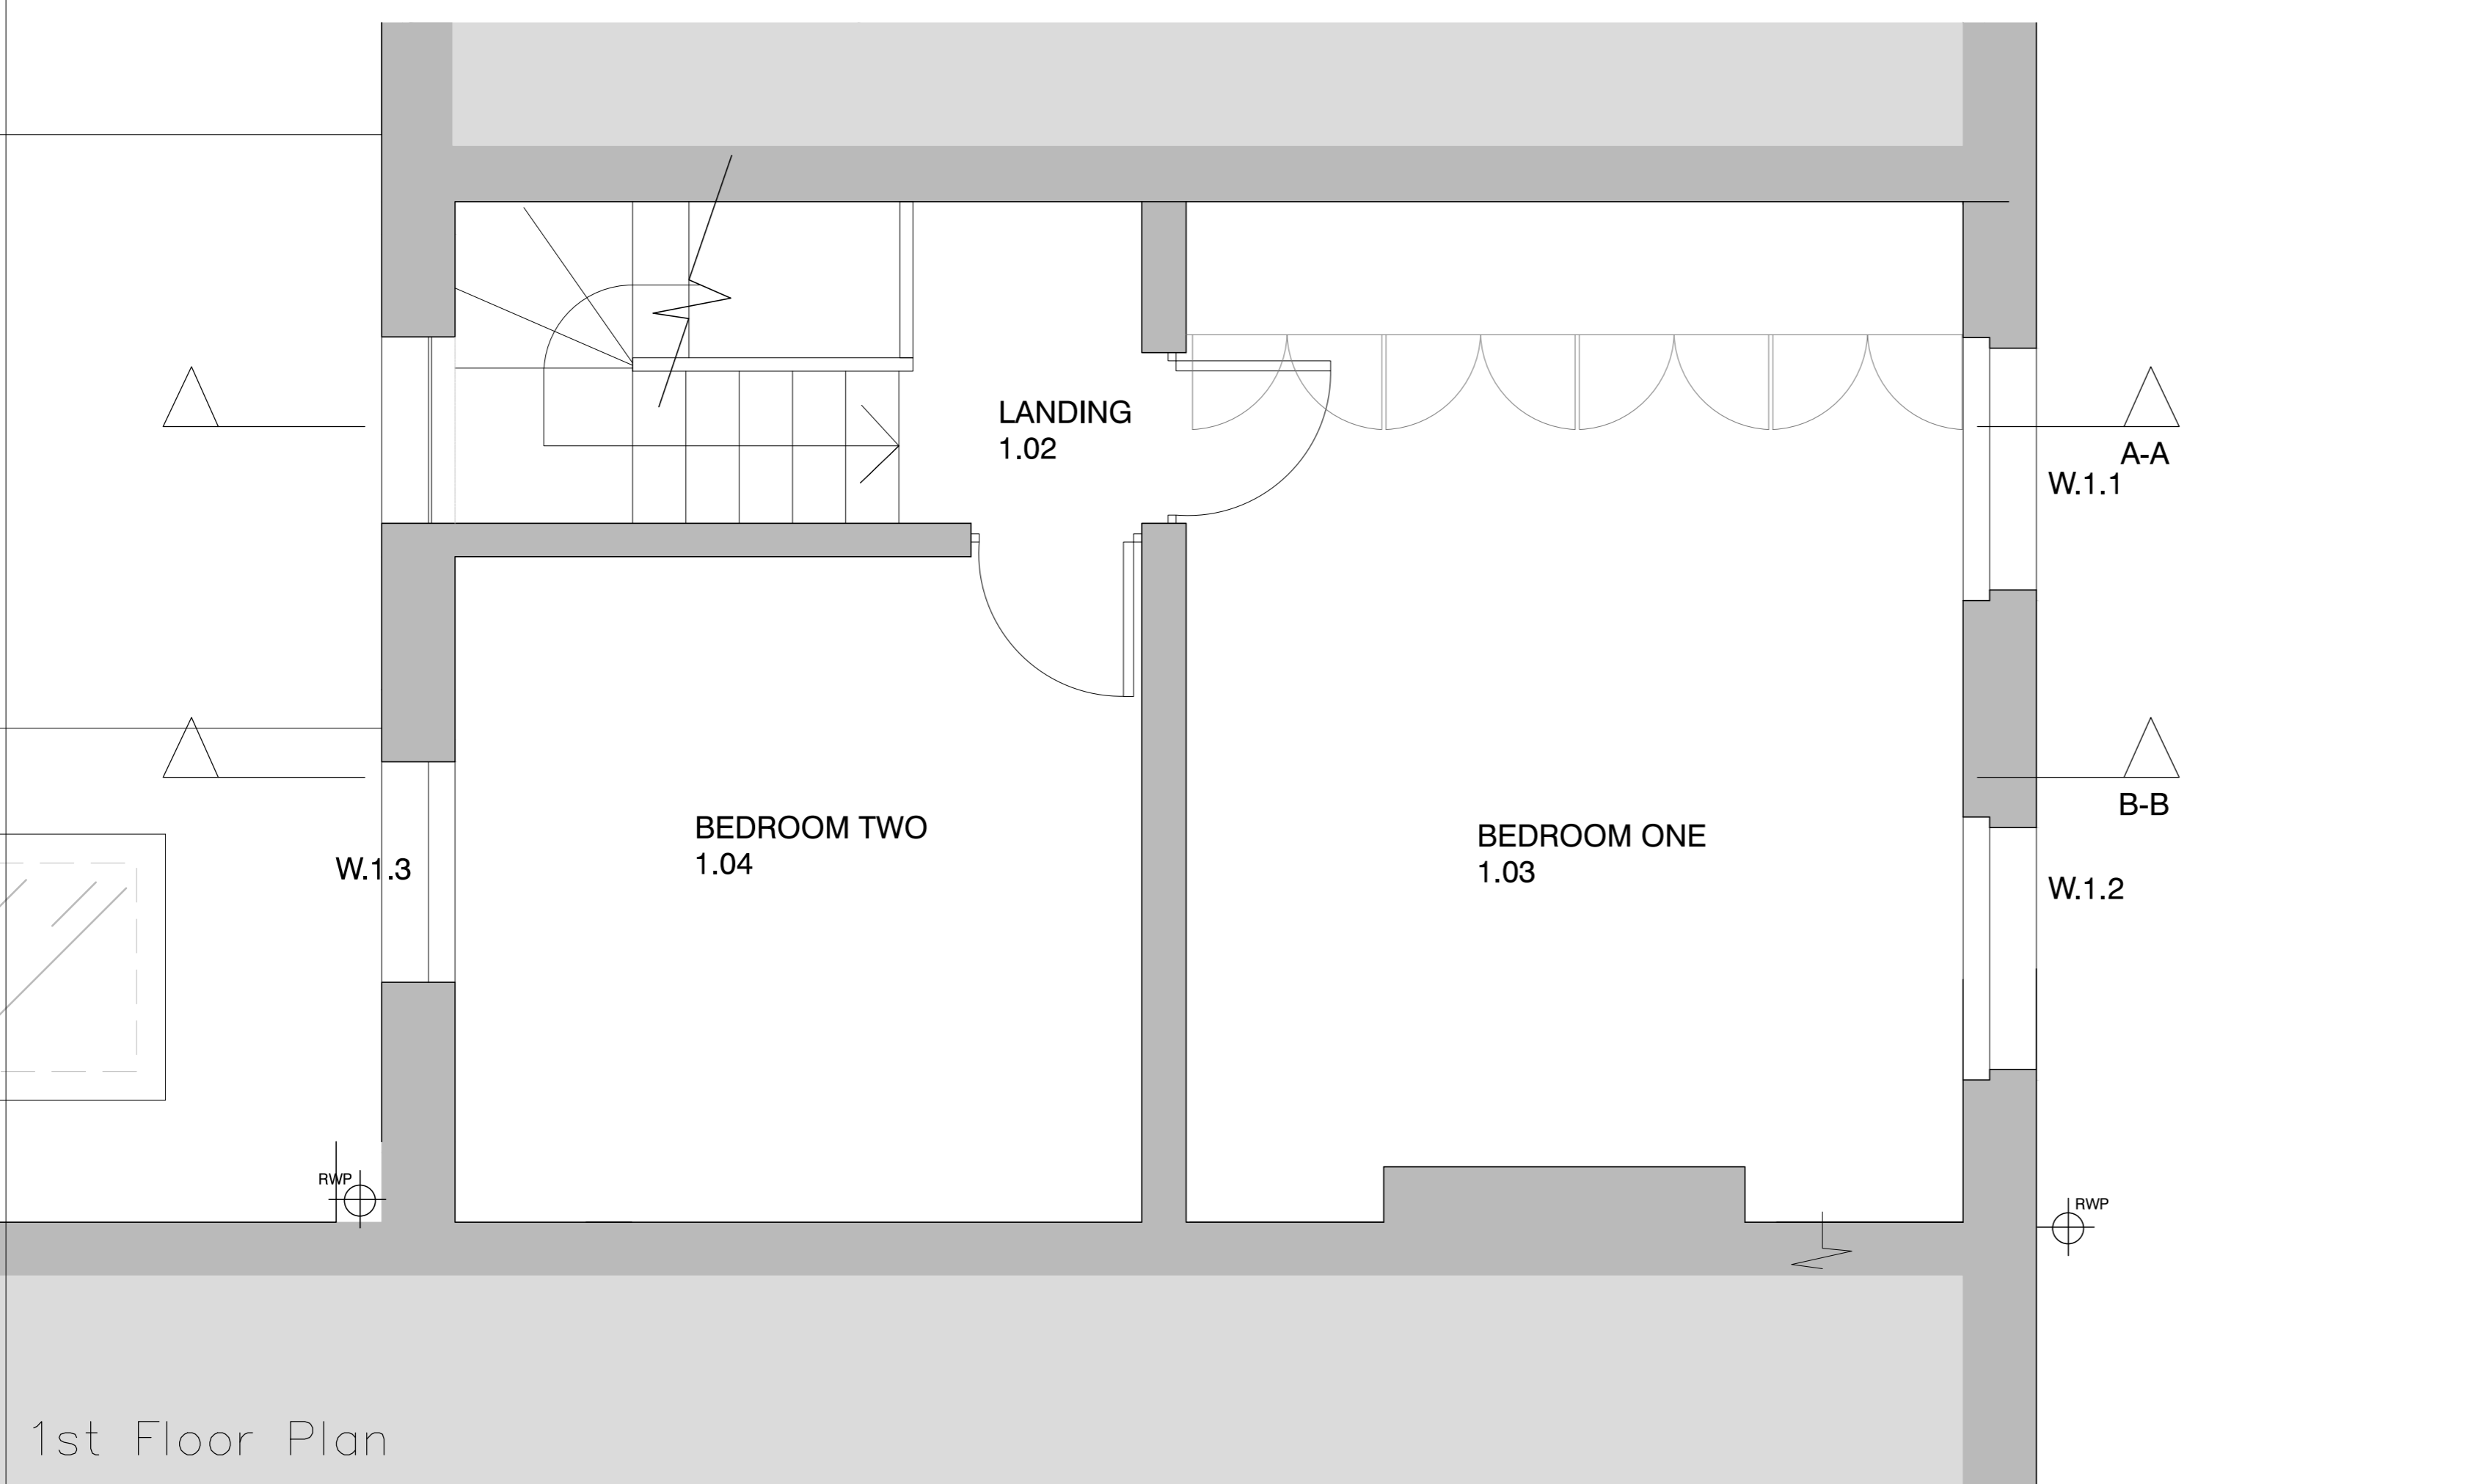 LANDING
1.02
A-A
W.1.1
BEDROOM TWO
1.04
BEDROOM ONE
1.03
B-B
W.1.3
W.1.2
RWP
RWP
1st Floor Plan